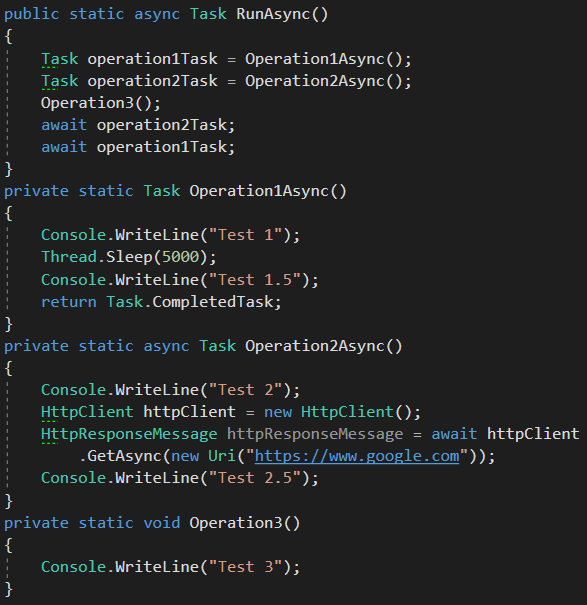 public static async Task RunAsync()
{
    Task operation1Task = Operation1Async();
    Task operation2Task = Operation2Async();
    Operation3();
    await operation2Task;
    await operation1Task;
}
private static Task Operation1Async()
{
    Console.WriteLine("Test 1");
    Thread.Sleep(5000);
    Console.WriteLine("Test 1.5");
    return Task.CompletedTask;
}
private static async Task Operation2Async()
{
    Console.WriteLine("Test 2");
    HttpClient httpClient = new HttpClient();
    HttpResponseMessage httpResponseMessage = await httpClient
        .GetAsync(new Uri("https://www.google.com"));
    Console.WriteLine("Test 2.5");
}
private static void Operation3()
{
    Console.WriteLine("Test 3");
}